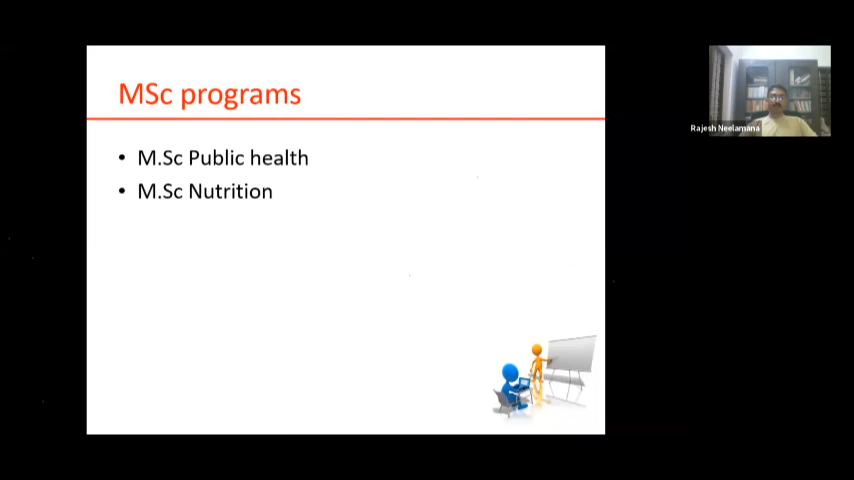 MSc programs
• M.Sc Public health
• M.Sc Nutrition
Rajesh Neelamana